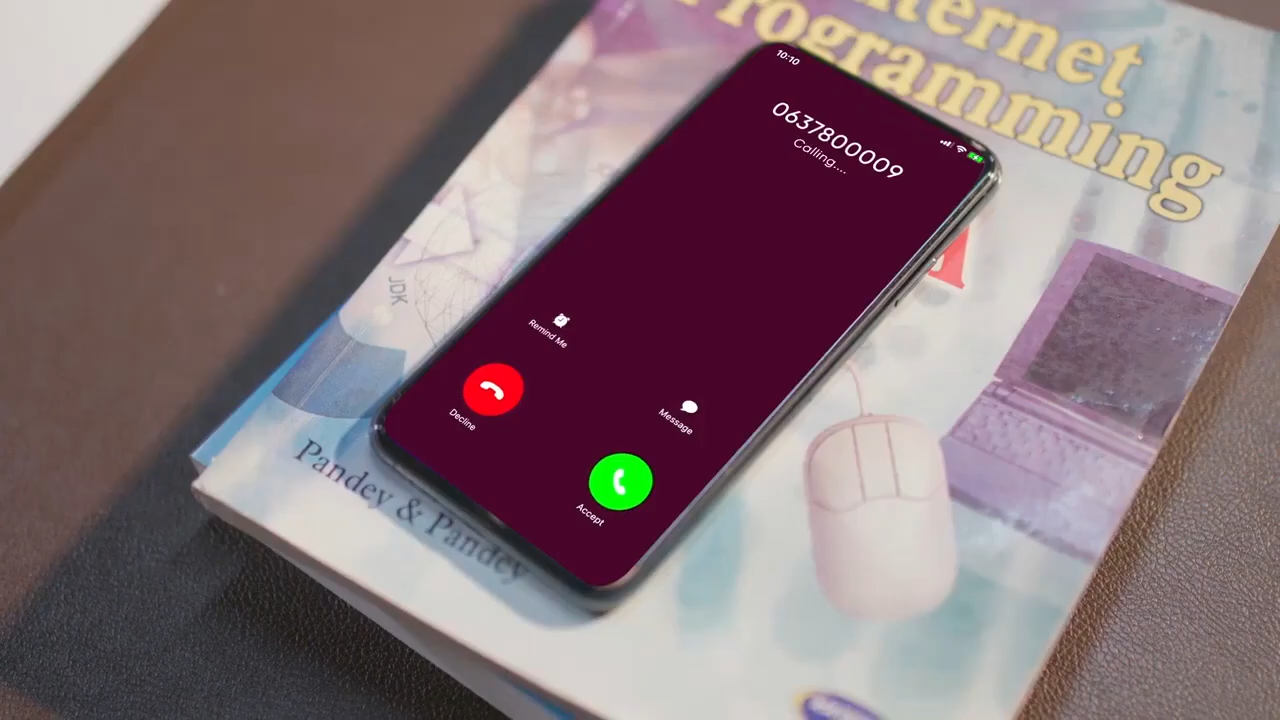 Internet
Programming
10:10
0637800009
Calling....
JDK
Remind Me
Decline
Message
Accept
Pandey & Pandey